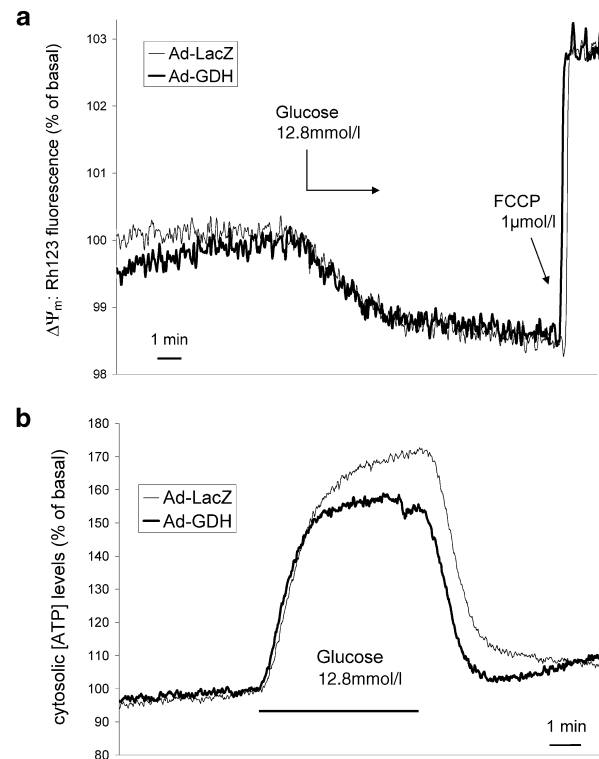 a
ΔΨm: Rh123 fluorescence (% of basal)
103
102
101
100
99
98
Ad-LacZ
Ad-GDH
Glucose
12.8mmol/l
FCCP
1µmol/l
1 min
b
cytosolic [ATP] levels (% of basal)
180
170
160
150
140
130
120
110
100
90
80
Ad-LacZ
Ad-GDH
Glucose
12.8mmol/l
1 min